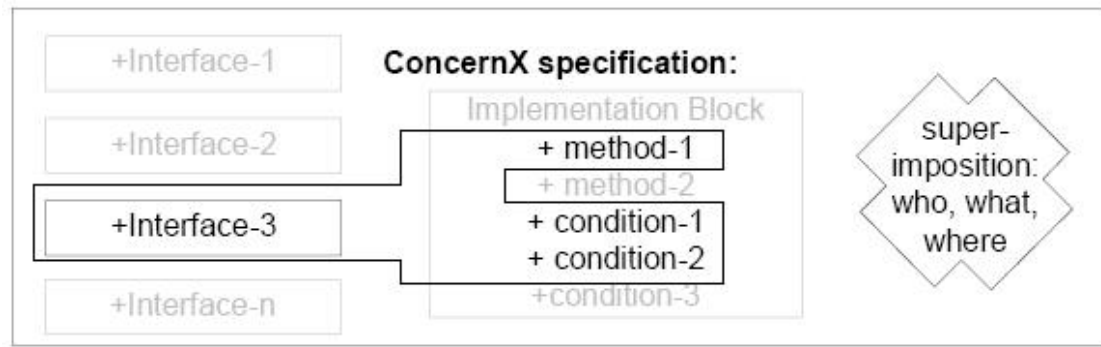 +Interface-1
+Interface-2
+Interface-3
+Interface-n
ConcernX specification:
Implementation Block
+ method-1
+ method-2
+ condition-1
+ condition-2
+condition-3
super-
imposition:
who, what,
where